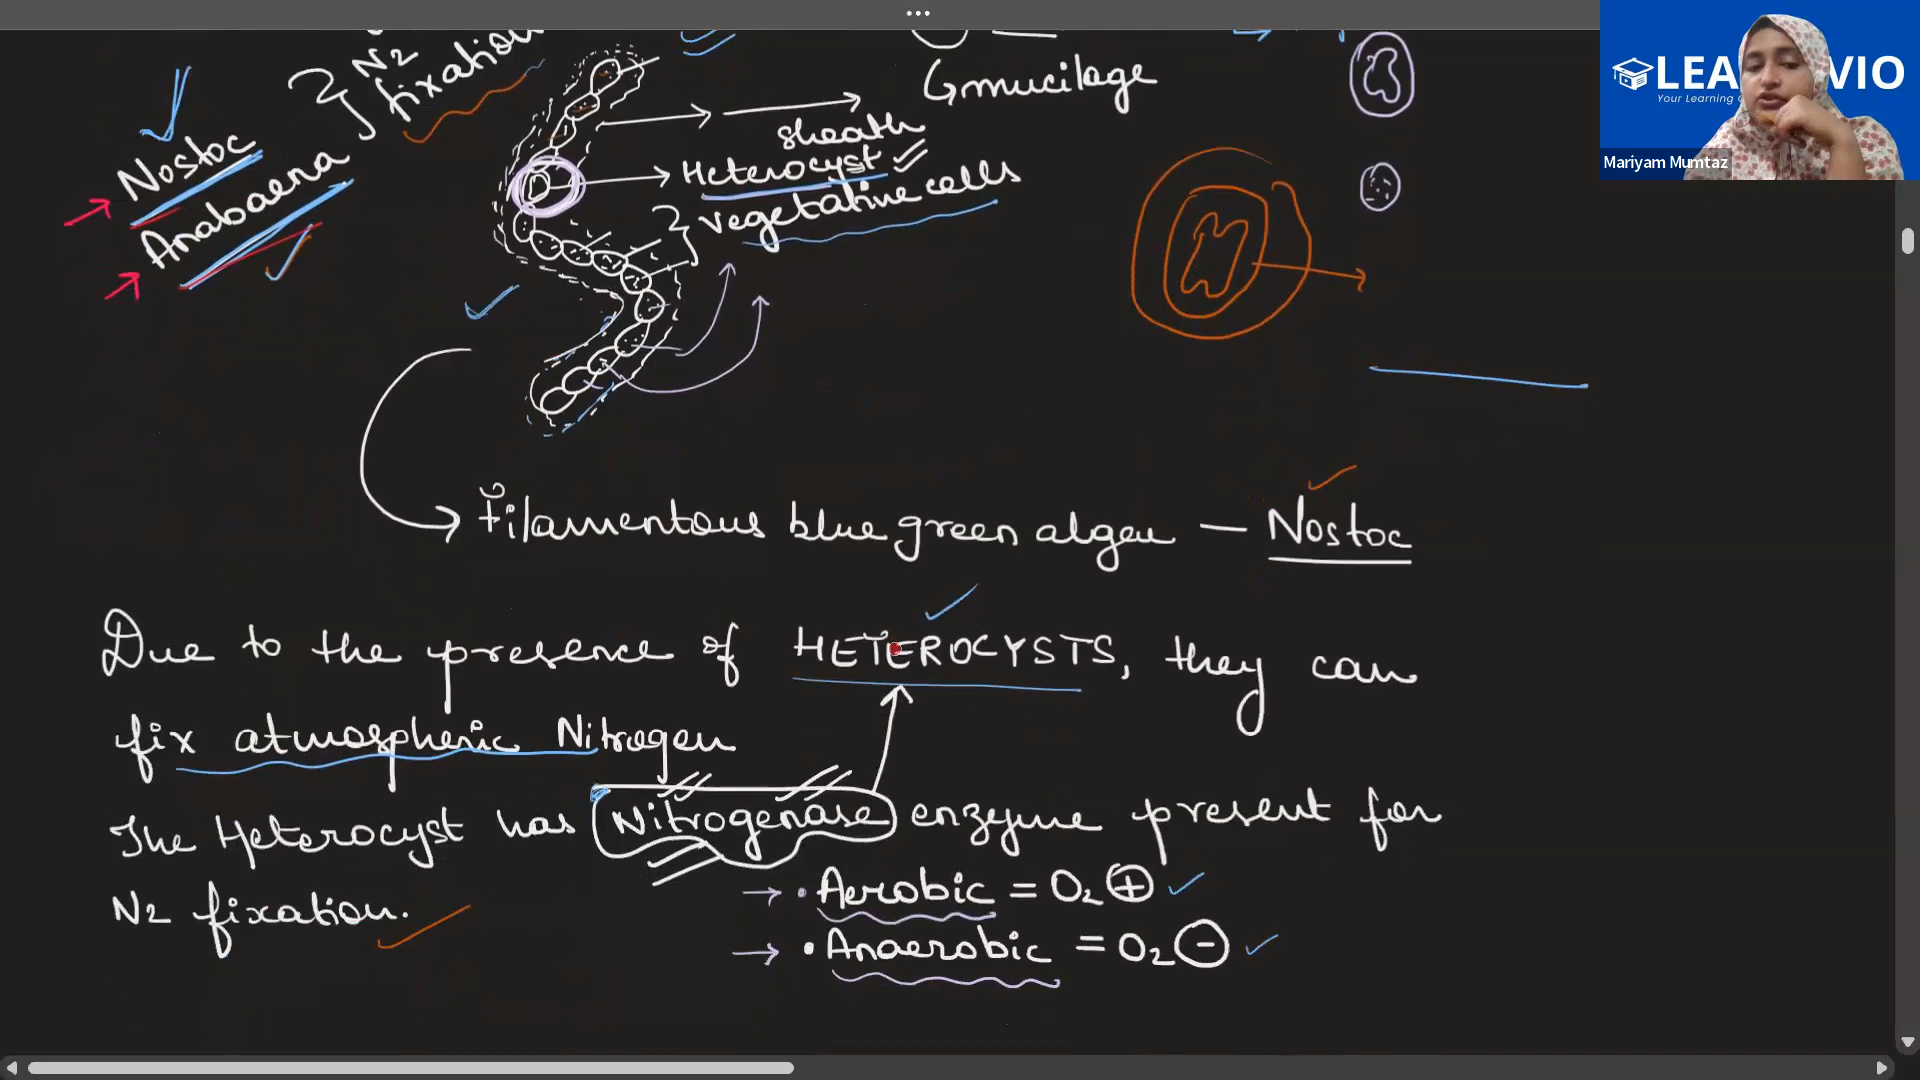 N2
fixation
Gmucilage
sheath
Nostoc
Anabaena
Heterocyst
vegetative cells
LEA VIO
Your Learning
Mariyam Mumtaz
Filamentous blue green algae — Nostoc
Due to the presence of HETEROCYSTS, they can
fix atmospheric Nitrogen
The Heterocyst has Nitrogenase enzyme present for
N2 fixation.
• Aerobic = O2 +
• Anaerobic = O2 -